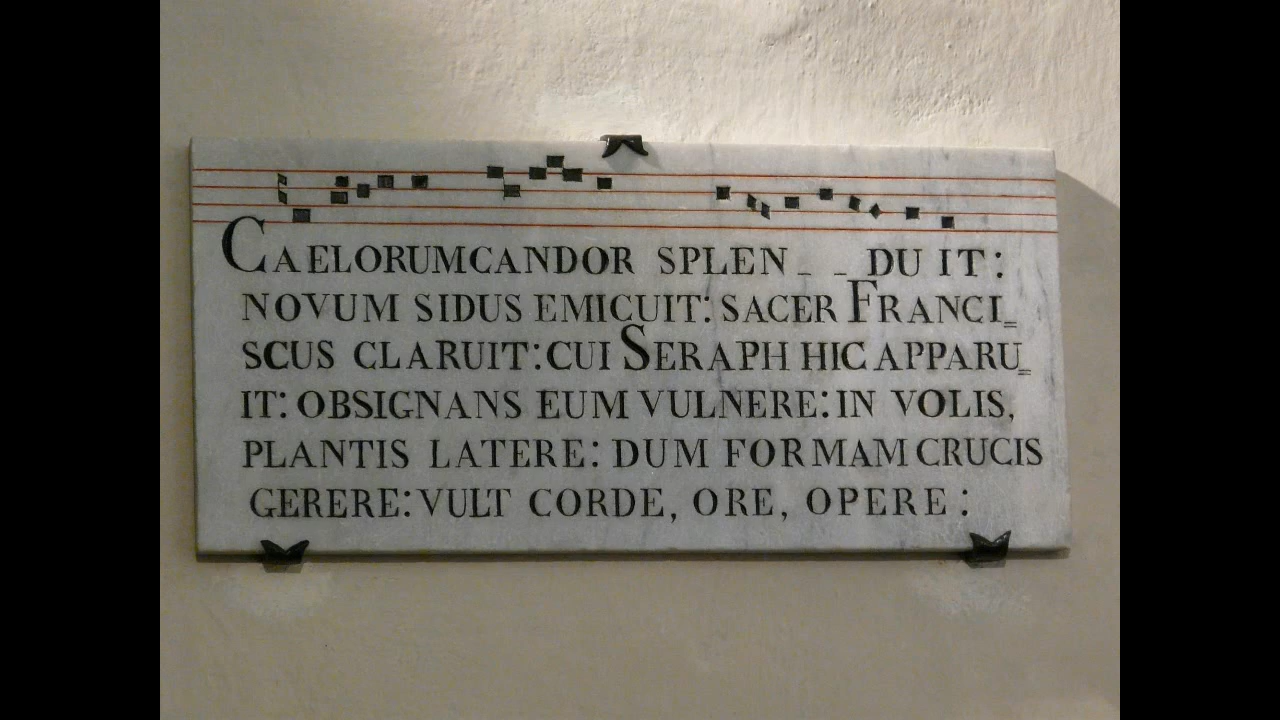 CAELORUMCANDOR SPLEN_ _DU IT:
NOVUM SIDUS EMICUIT: SACER FRANCI_
SCUS CLARUIT: CUI SERAPH HIC APPARU_
IT: OBSIGNANS EUM VULNERE: IN VOLIS,
PLANTIS LATERE: DUM FORMAM CRUCIS
GERERE: VULT CORDE, ORE, OPERE: